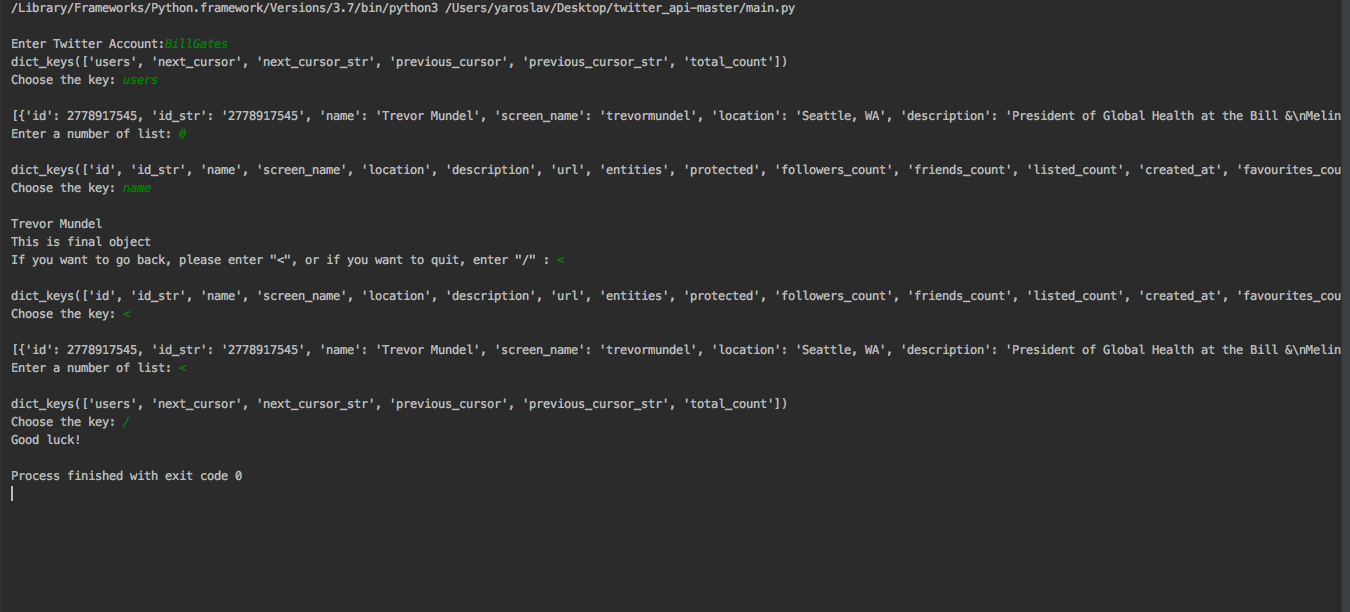 /Library/Frameworks/Python.framework/Versions/3.7/bin/python3 /Users/yaroslav/Desktop/twitter_api-master/main.py
Enter Twitter Account:BillGates
dict_keys(['users', 'next_cursor', 'next_cursor_str', 'previous_cursor', 'previous_cursor_str', 'total_count'])
Choose the key: users
[{'id': 2778917545, 'id_str': '2778917545', 'name': 'Trevor Mundel', 'screen_name': 'trevormundel', 'location': 'Seattle, WA', 'description': 'President of Global Health at the Bill &\nMelin
Enter a number of list: 0
dict_keys(['id', 'id_str', 'name', 'screen_name', 'location', 'description', 'url', 'entities', 'protected', 'followers_count', 'friends_count', 'listed_count', 'created_at', 'favourites_cou
Choose the key: name
Trevor Mundel
This is final object
If you want to go back, please enter "<", or if you want to quit, enter "/" : <
dict_keys(['id', 'id_str', 'name', 'screen_name', 'location', 'description', 'url', 'entities', 'protected', 'followers_count', 'friends_count', 'listed_count', 'created_at', 'favourites_cou
Choose the key: <
[{'id': 2778917545, 'id_str': '2778917545', 'name': 'Trevor Mundel', 'screen_name': 'trevormundel', 'location': 'Seattle, WA', 'description': 'President of Global Health at the Bill &\nMelin
Enter a number of list: <
dict_keys(['users', 'next_cursor', 'next_cursor_str', 'previous_cursor', 'previous_cursor_str', 'total_count'])
Choose the key: /
Good luck!
Process finished with exit code 0